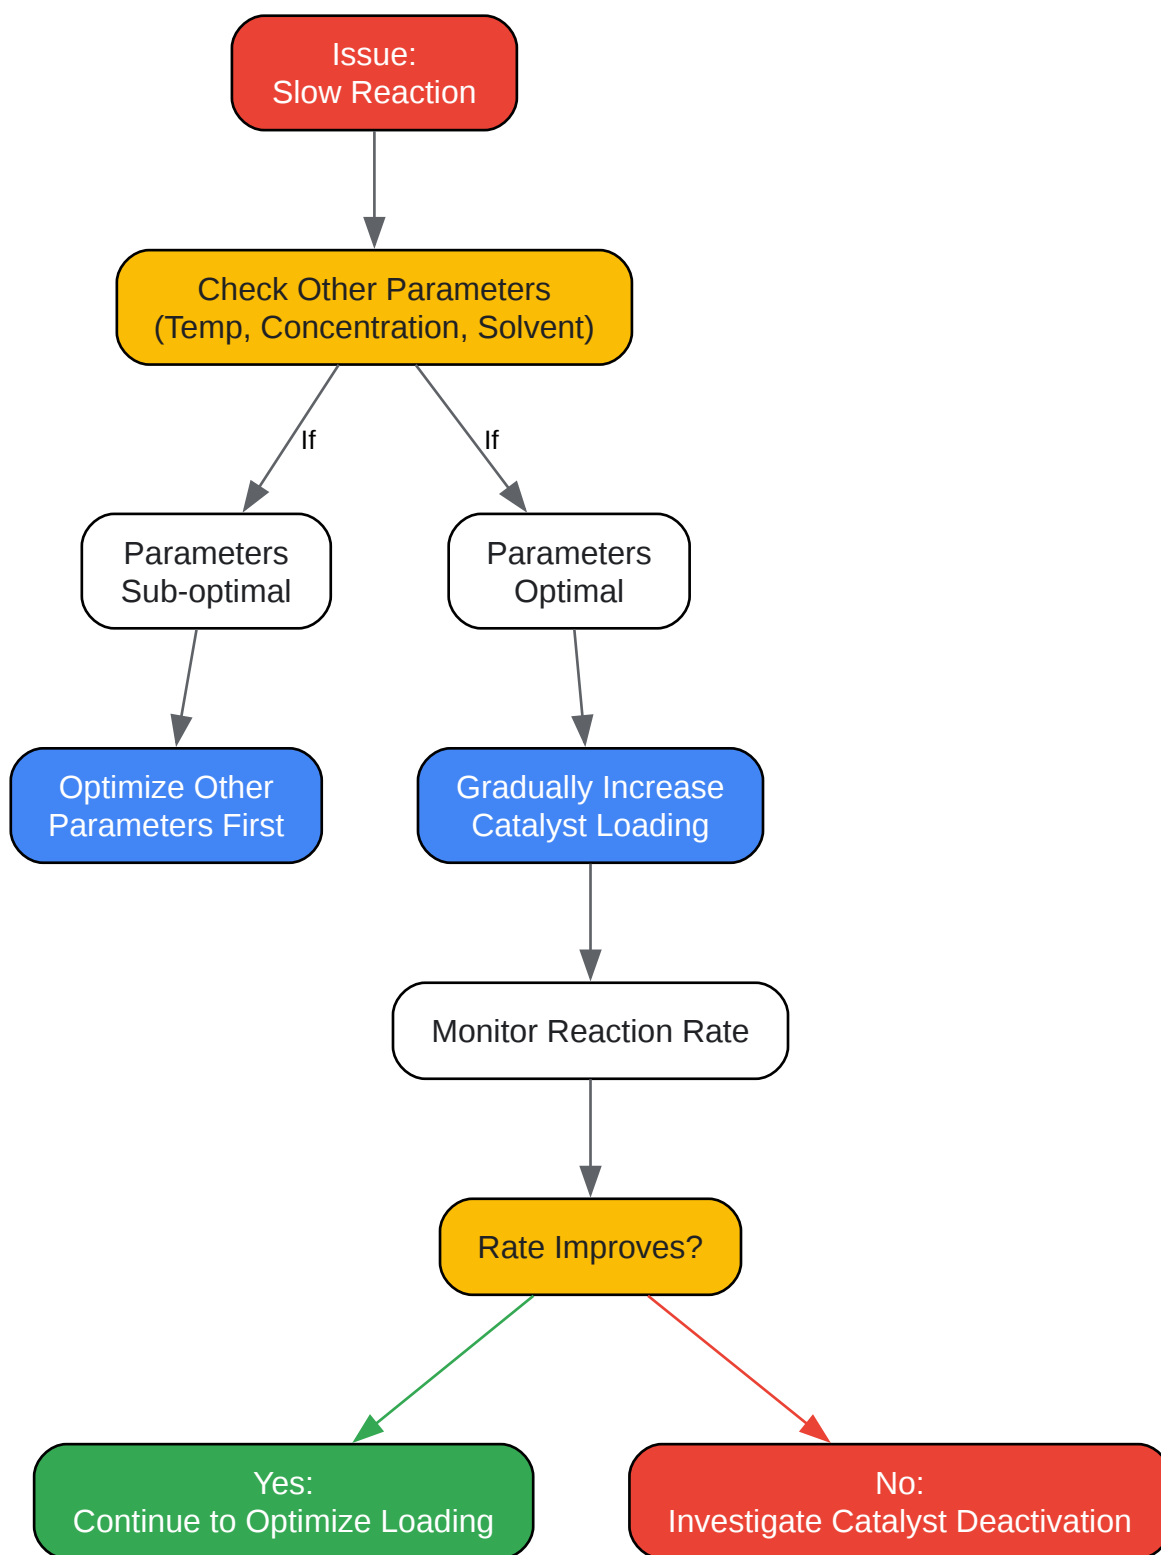 Issue:
Slow Reaction
Check Other Parameters
(Temp, Concentration, Solvent)
If
If
Parameters
Sub-optimal
Parameters
Optimal
Optimize Other
Parameters First
Gradually Increase
Catalyst Loading
Monitor Reaction Rate
Rate Improves?
Yes:
Continue to Optimize Loading
No:
Investigate Catalyst Deactivation